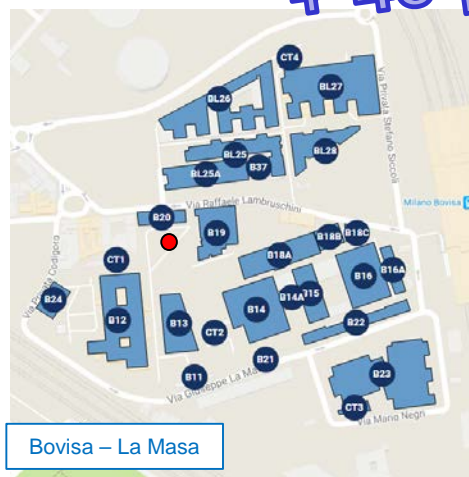 CT4
BL26
BL27
BL25
BL28
B37
BL25A
Via Privata Stefano Siccoli
Via Raffaele Lambruschini
Milano Bovisa
B20
B19
B18B
B18C
B18A
CT1
Via Privata Codigora
B24
B16
B16A
B15
B14A
B14
B12
B13
CT2
B22
B21
B11
Via Giuseppe La Ma
B23
CT3
Via Mario Negri
Bovisa – La Masa